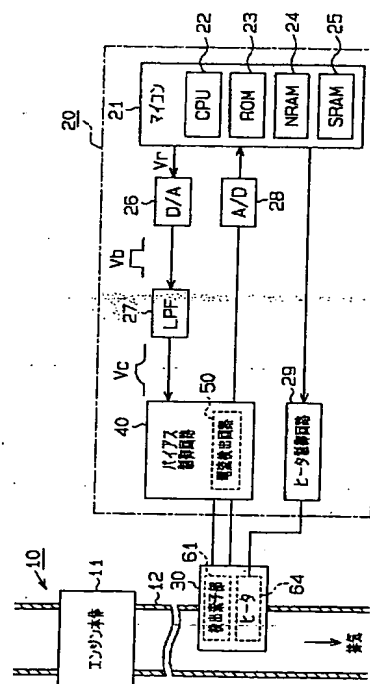 10
11
エンジン本体
12
排気
30
61
検出素子部
ヒータ
64
40
バイアス
制御回路
50
電流検出回路
29
ヒータ制御回路
Vc
27
LPF
Vb
26
D/A
Vr
A/D
28
20
21
マイコン
CPU
22
ROM
23
NRAM
24
SRAM
25